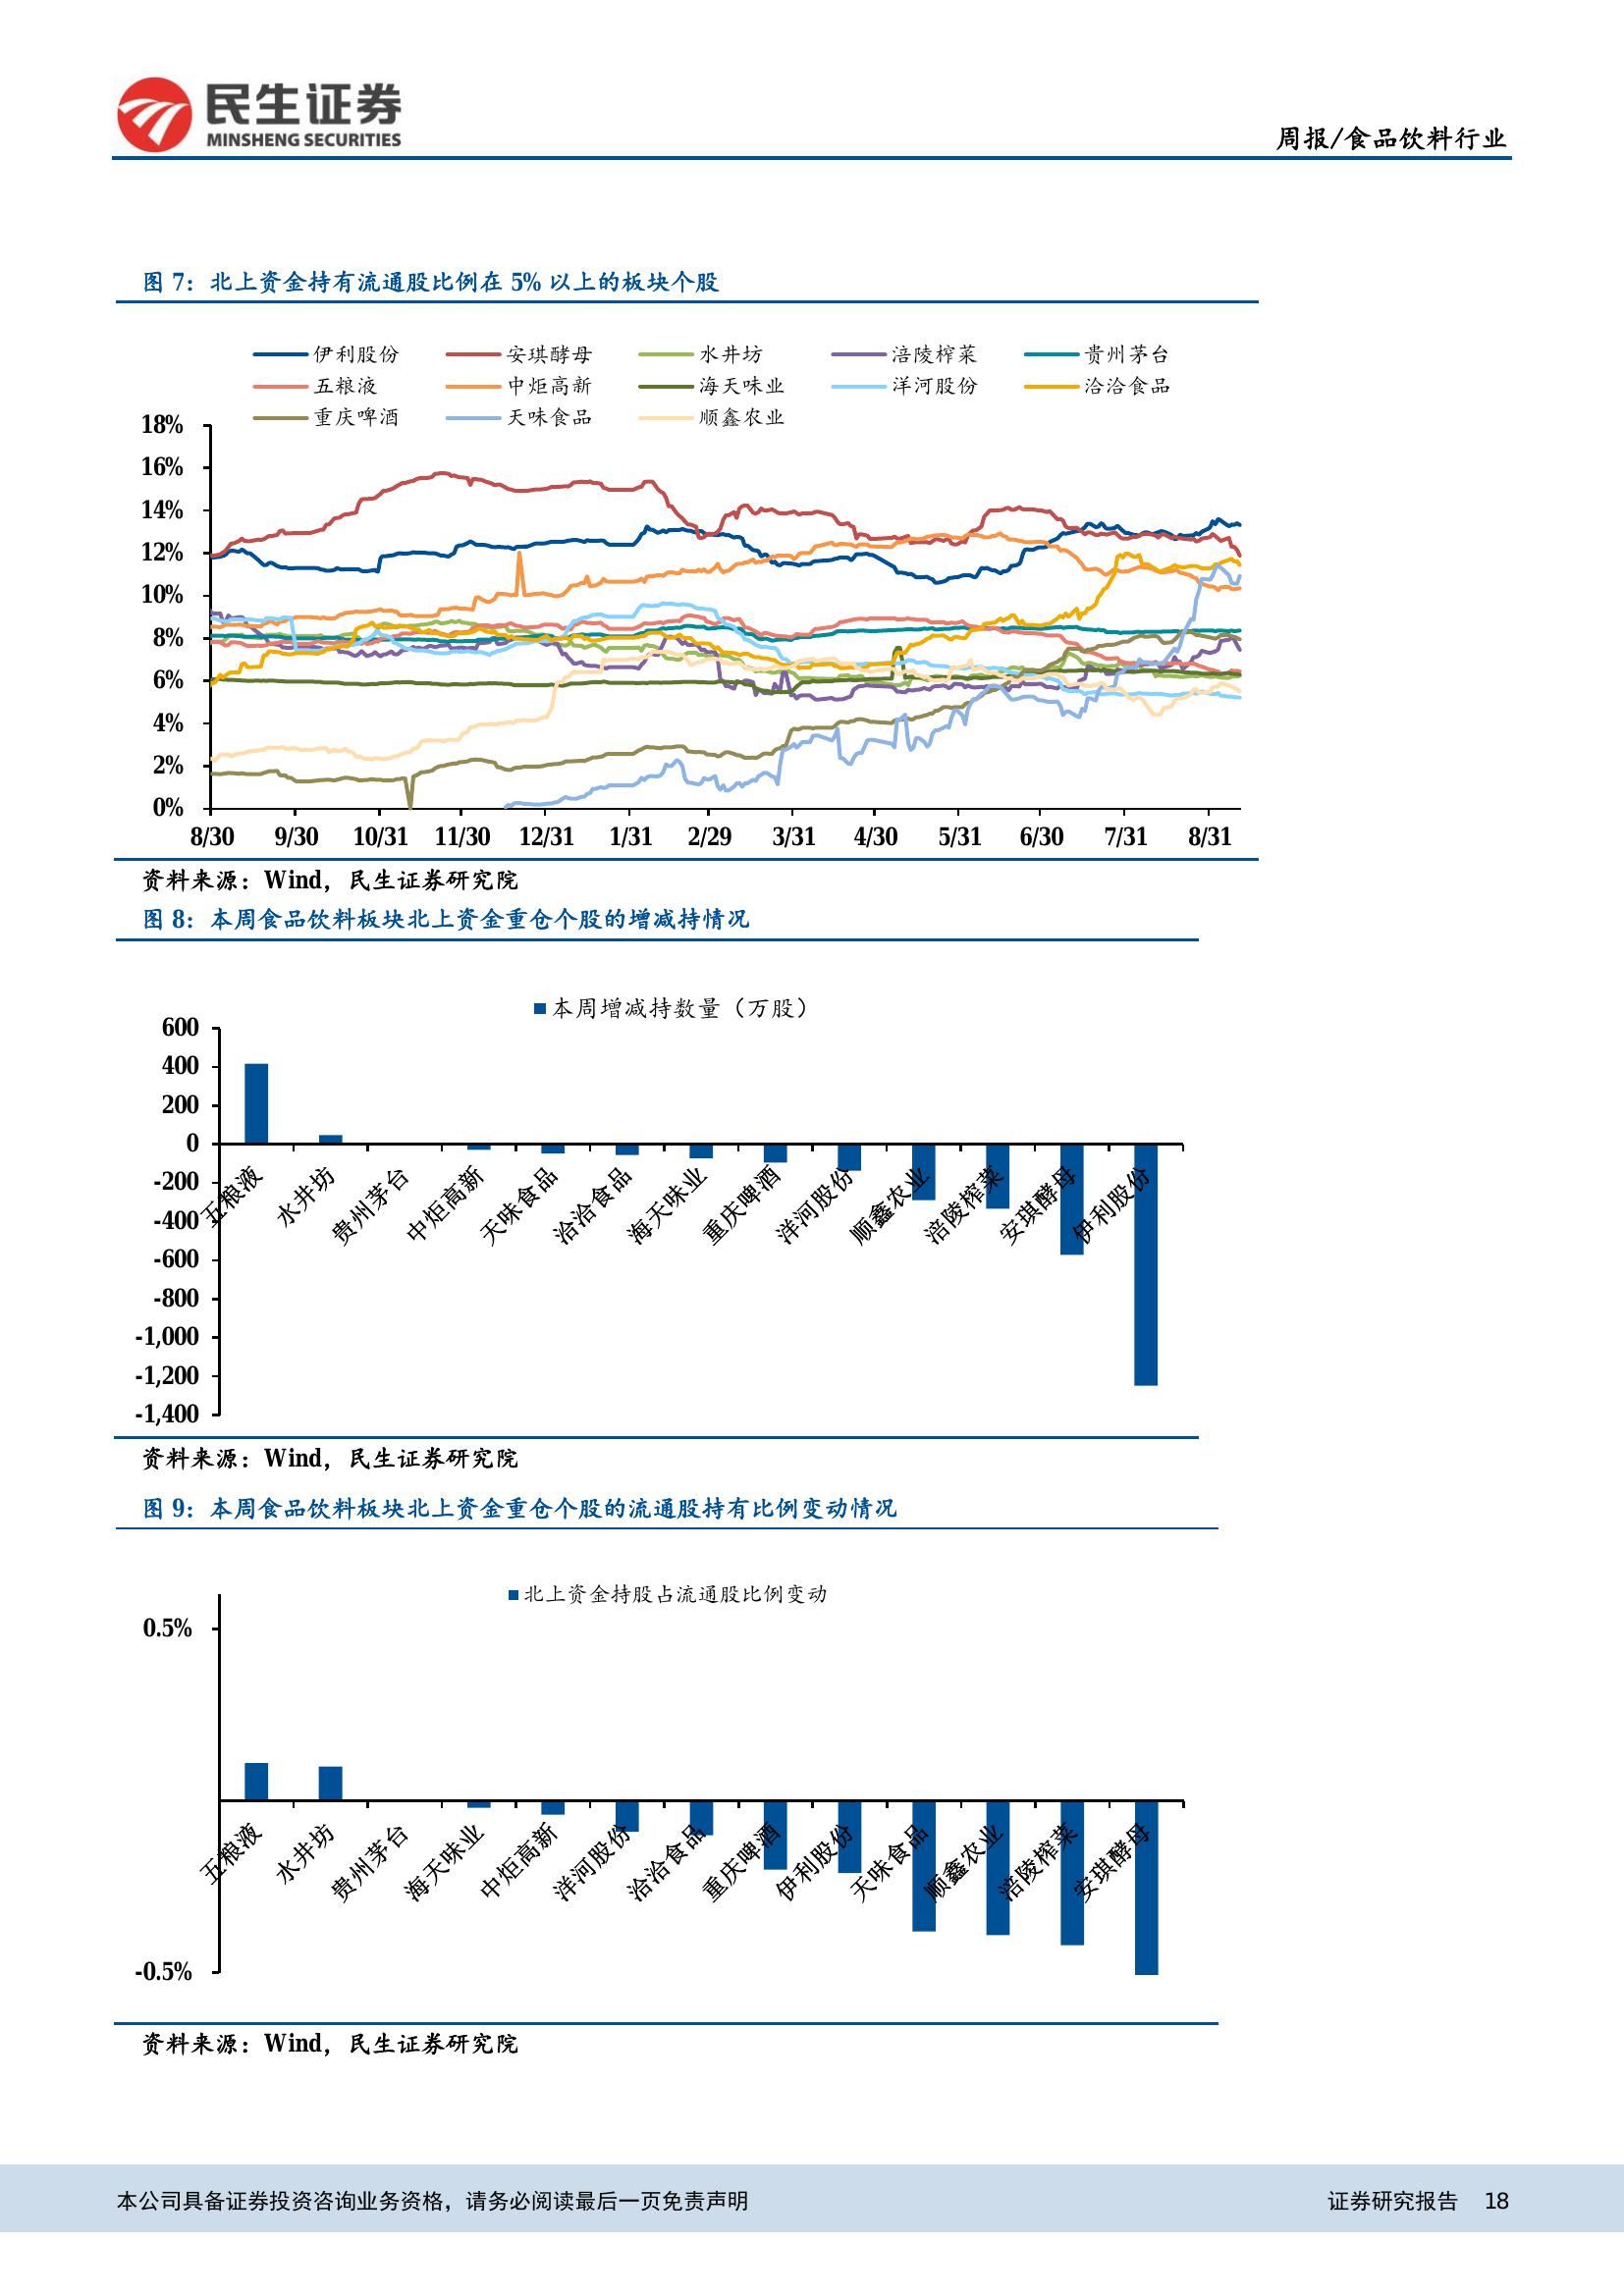 民生证券
MINSHENG SECURITIES
周报/食品饮料行业
图 7：北上资金持有流通股比例在 5% 以上的板块个股
伊利股份 安琪酵母 水井坊 涪陵榨菜 贵州茅台
五粮液 中炬高新 海天味业 洋河股份 洽洽食品
重庆啤酒 天味食品 顺鑫农业
18%
16%
14%
12%
10%
8%
6%
4%
2%
0%
8/30 9/30 10/31 11/30 12/31 1/31 2/29 3/31 4/30 5/31 6/30 7/31 8/31
资料来源：Wind，民生证券研究院
图 8：本周食品饮料板块北上资金重仓个股的增减持情况
本周增减持数量（万股）
600
400
200
0
-200
-400
-600
-800
-1,000
-1,200
-1,400
五粮液 水井坊 贵州茅台 中炬高新 天味食品 洽洽食品 海天味业 重庆啤酒 洋河股份 顺鑫农业 涪陵榨菜 安琪酵母 伊利股份
资料来源：Wind，民生证券研究院
图 9：本周食品饮料板块北上资金重仓个股的流通股持有比例变动情况
北上资金持股占流通股比例变动
0.5%
-0.5%
五粮液 水井坊 贵州茅台 海天味业 中炬高新 洋河股份 洽洽食品 重庆啤酒 伊利股份 天味食品 顺鑫农业 涪陵榨菜 安琪酵母
资料来源：Wind，民生证券研究院
本公司具备证券投资咨询业务资格，请务必阅读最后一页免责声明 证券研究报告 18